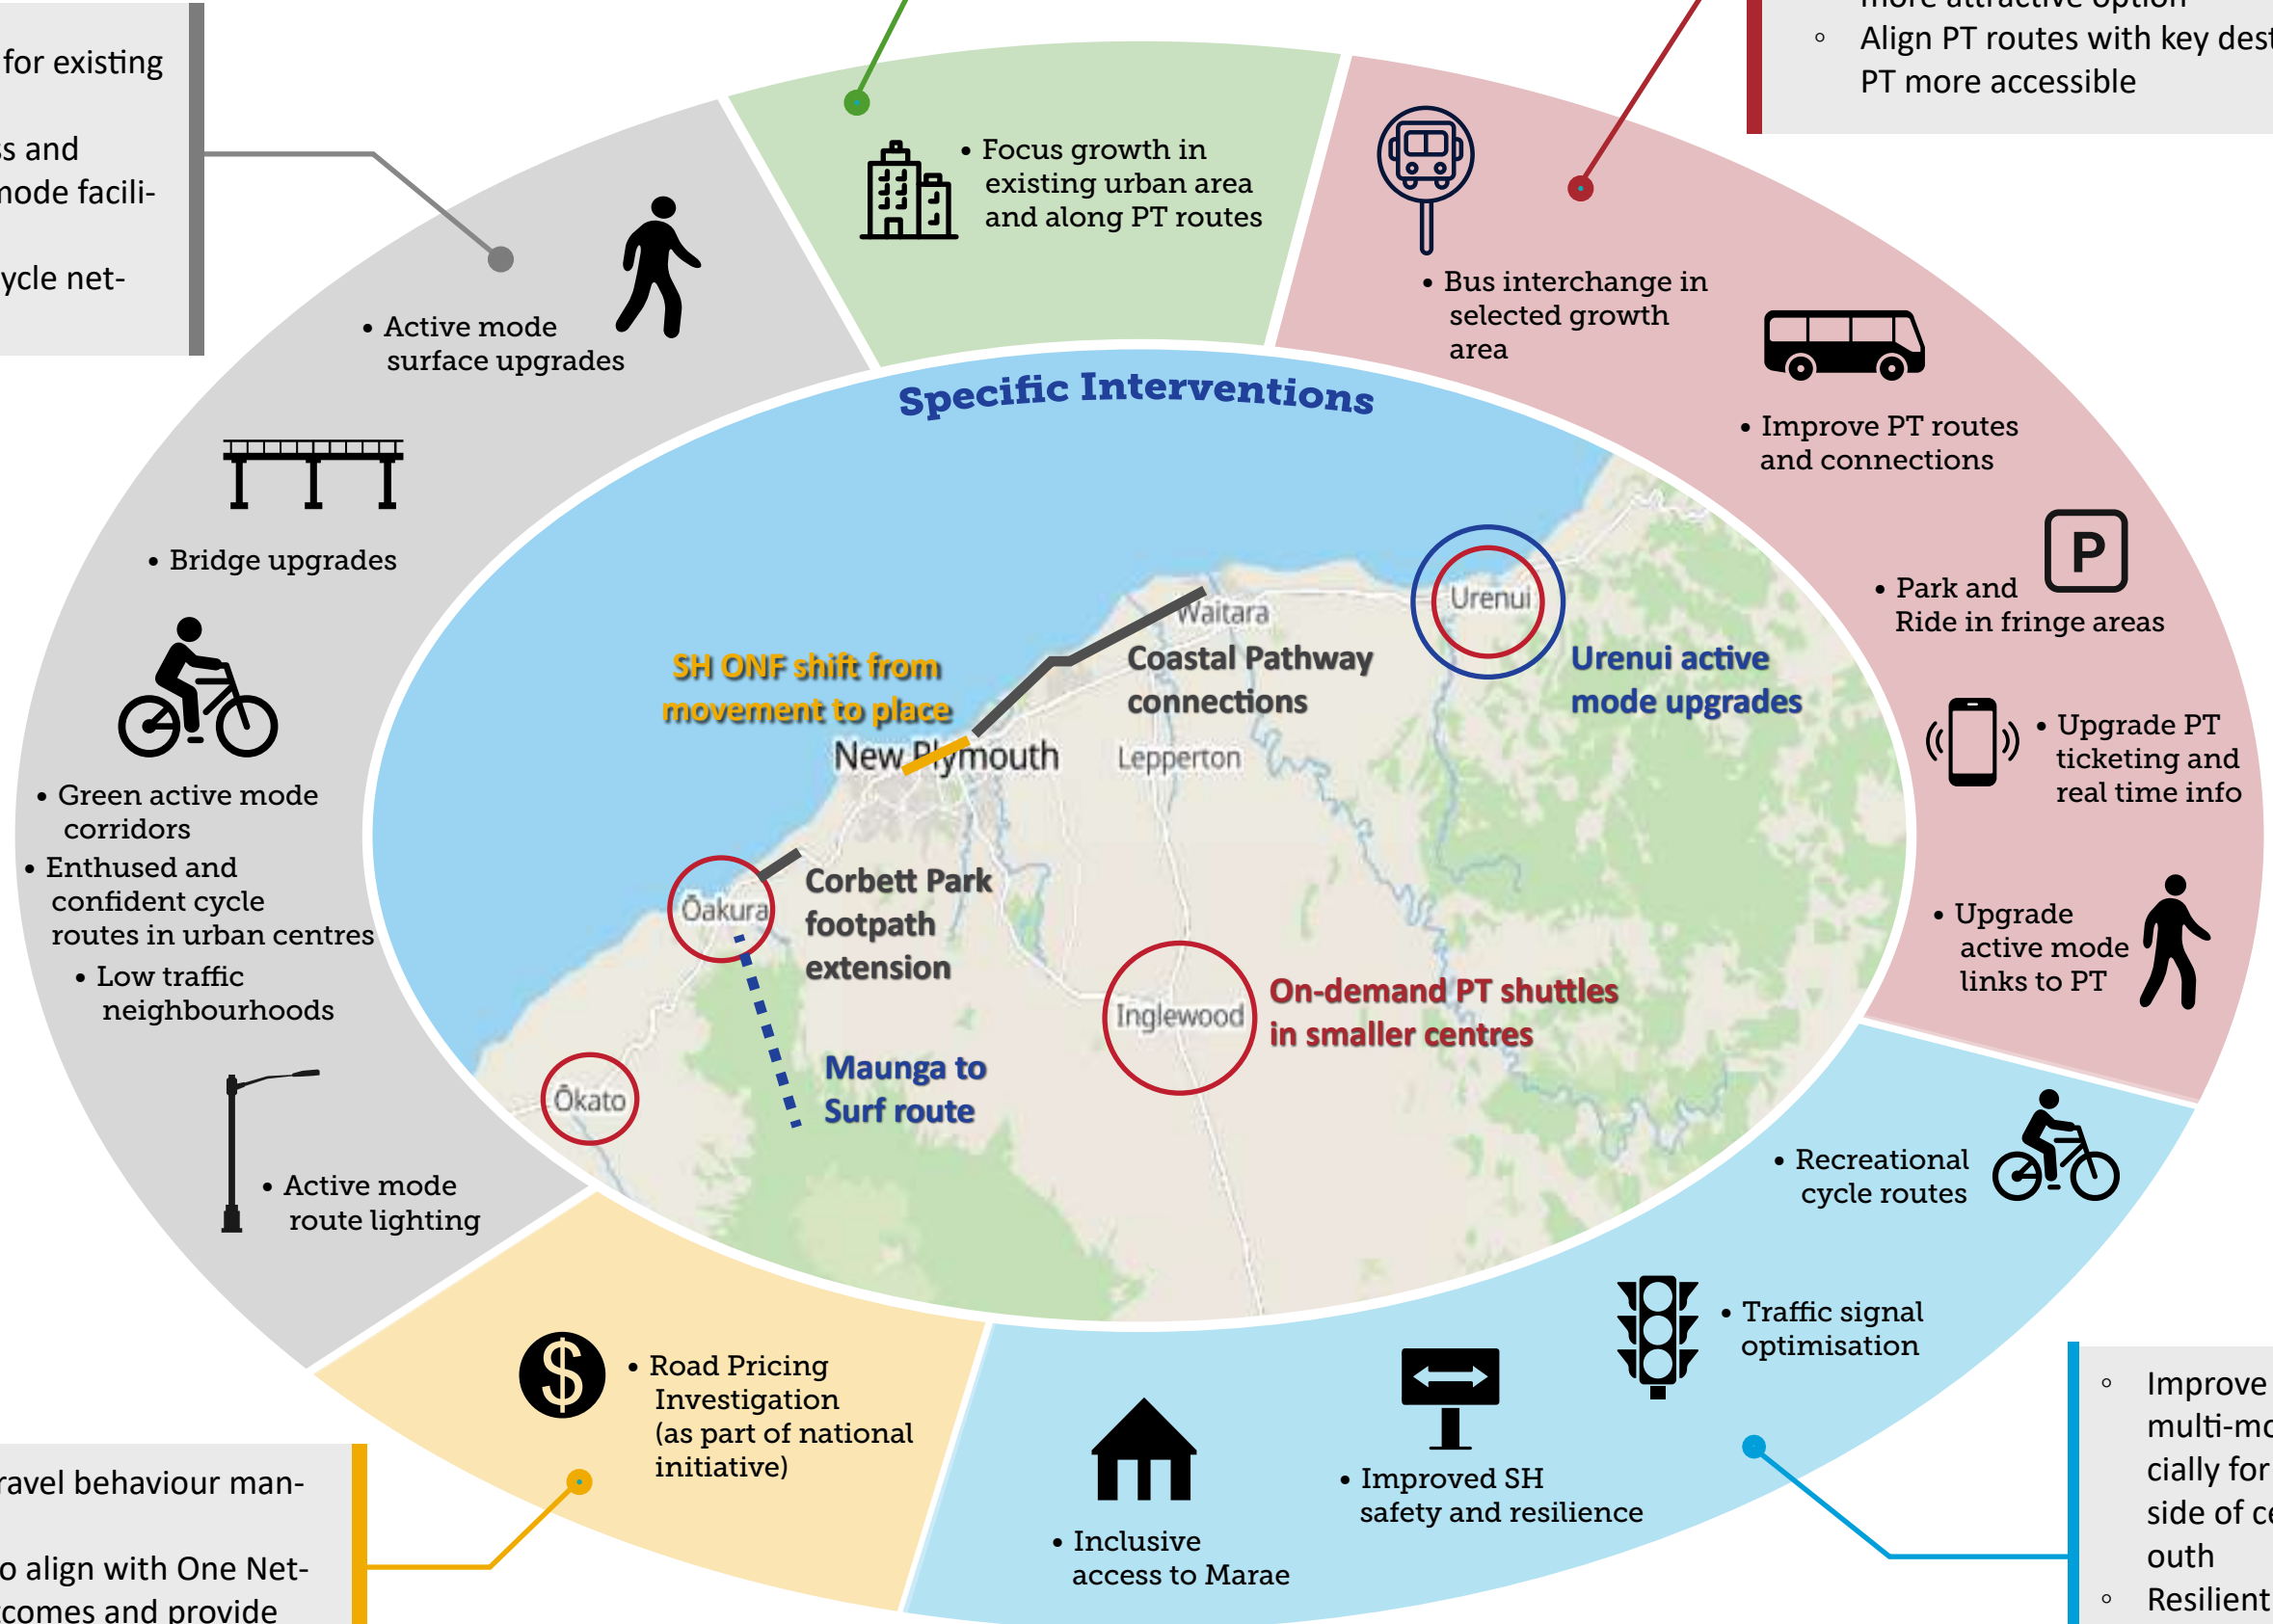 for existing
ss and
mode facili-
ycle net-
more attractive option
◦ Align PT routes with key dest
PT more accessible
• Focus growth in
existing urban area
and along PT routes
• Bus interchange in
selected growth
area
• Improve PT routes
and connections
P
• Park and
Ride in fringe areas
• Upgrade PT
ticketing and
real time info
• Upgrade
active mode
links to PT
• Active mode
surface upgrades
• Bridge upgrades
• Green active mode
corridors
• Enthused and
confident cycle
routes in urban centres
• Low traffic
neighbourhoods
• Active mode
route lighting
Specific Interventions
Urenui
Waitara
SH ONF shift from
movement to place
Coastal Pathway
connections
Urenui active
mode upgrades
New Plymouth
Lepperton
Ōakura
Corbett Park
footpath
extension
Inglewood
On-demand PT shuttles
in smaller centres
Maunga to
Surf route
Ōkato
• Recreational
cycle routes
• Traffic signal
optimisation
• Improved SH
safety and resilience
• Inclusive
access to Marae
$
• Road Pricing
Investigation
(as part of national
initiative)
ravel behaviour man-
o align with One Net-
tcomes and provide
◦ Improve
multi-mo
cially for
side of ce
outh
◦ Resilient